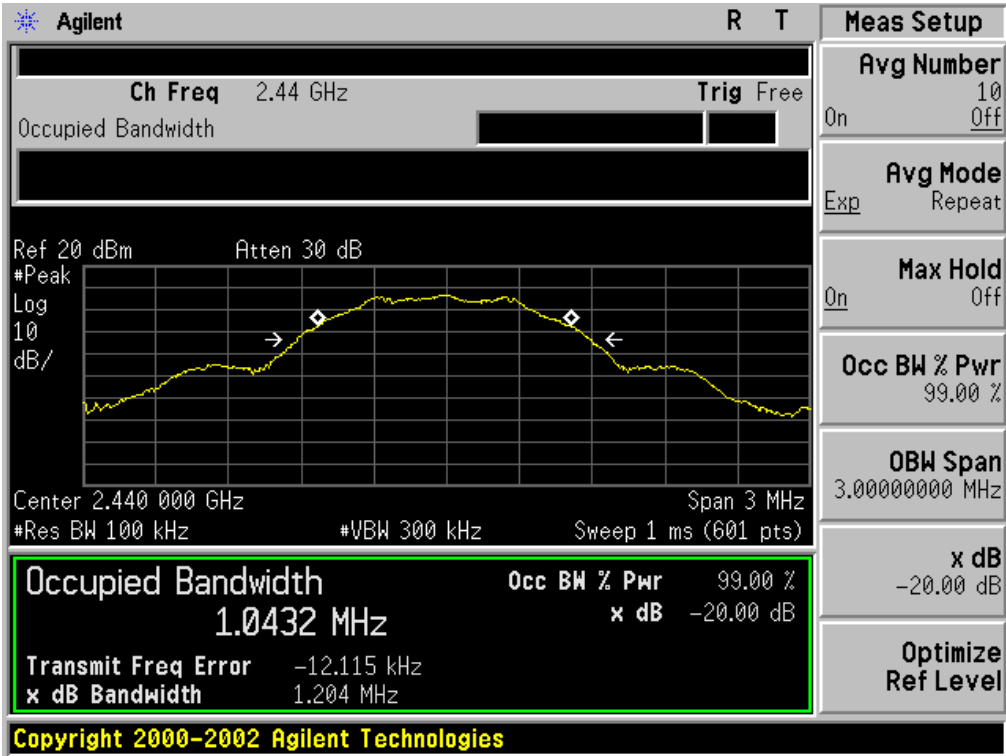 Agilent R T
Ch Freq 2.44 GHz Trig Free
Occupied Bandwidth
Ref 20 dBm Atten 30 dB
#Peak
Log
10
dB/
Center 2.440 000 GHz Span 3 MHz
#Res BW 100 kHz #VBW 300 kHz Sweep 1 ms (601 pts)
Occupied Bandwidth
1.0432 MHz
Occ BW % Pwr 99.00 %
x dB -20.00 dB
Transmit Freq Error -12.115 kHz
x dB Bandwidth 1.204 MHz
Copyright 2000-2002 Agilent Technologies
Meas Setup
Avg Number
10
On Off
Avg Mode
Exp Repeat
Max Hold
On Off
Occ BW % Pwr
99.00 %
OBW Span
3.00000000 MHz
x dB
-20.00 dB
Optimize
Ref Level